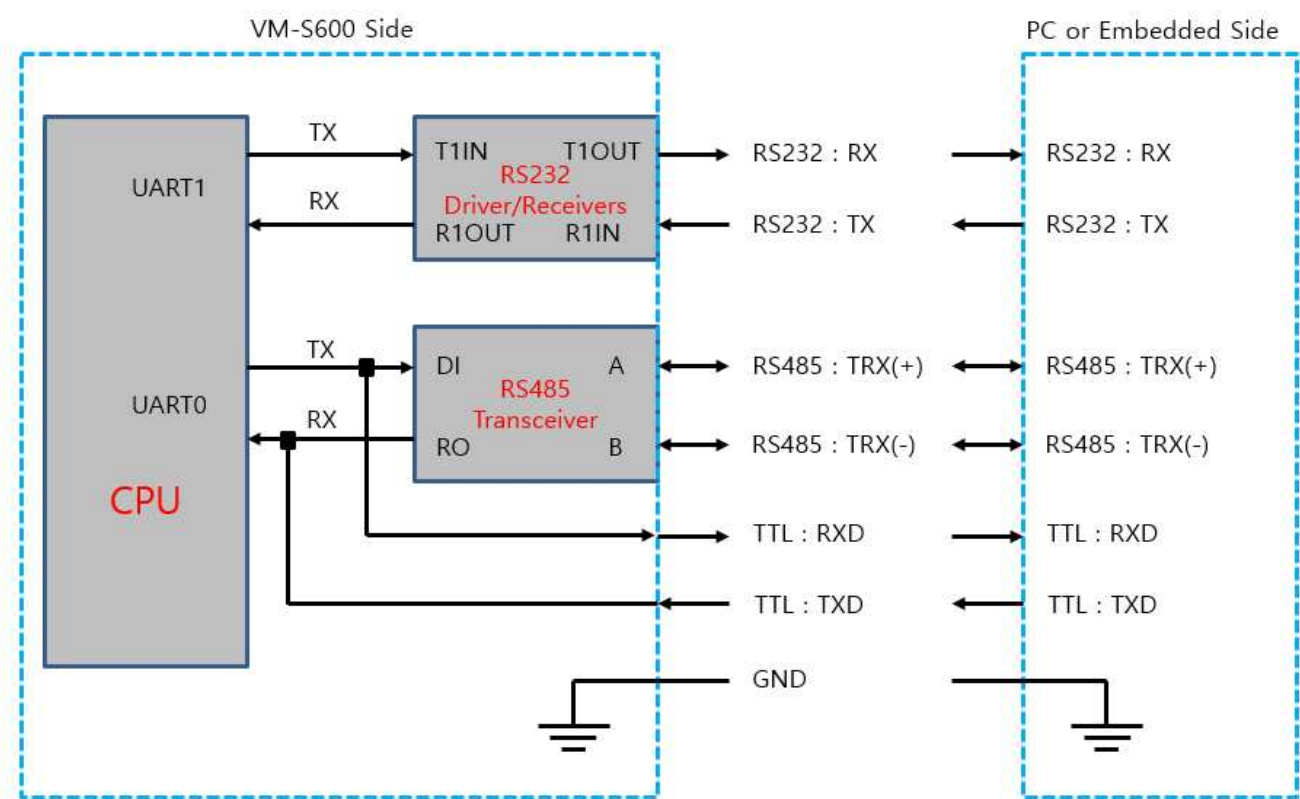 VM-S600 Side
PC or Embedded Side
TX
T1IN T1OUT
RS232 : RX
RS232 : RX
UART1
RS232
Driver/Receivers
RX
R1OUT R1IN
RS232 : TX
RS232 : TX
TX
DI A
RS485 : TRX(+)
RS485 : TRX(+)
UART0
RS485
Transceiver
RX
RO B
RS485 : TRX(-)
RS485 : TRX(-)
CPU
TTL : RXD
TTL : RXD
TTL : TXD
TTL : TXD
GND